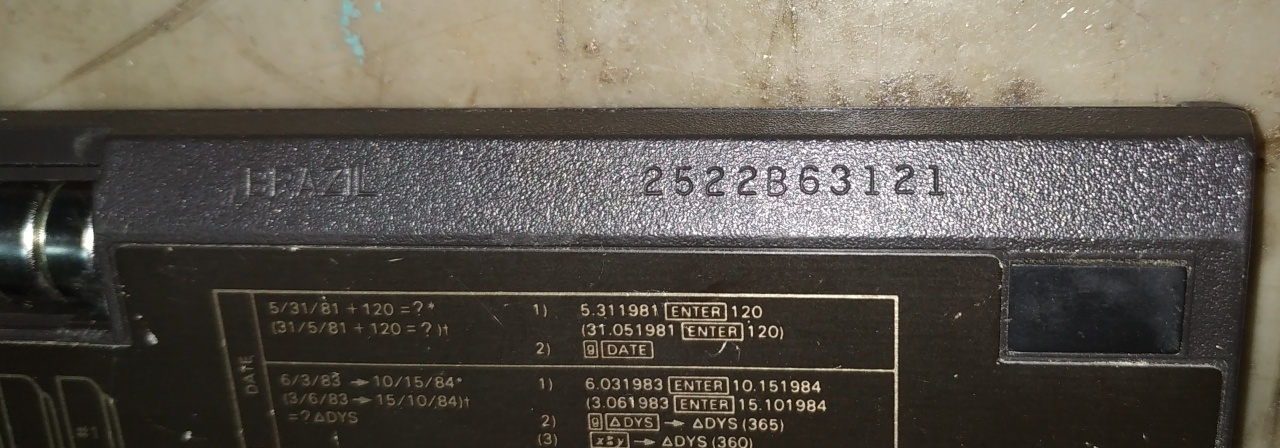 BRAZIL 2522B63121
DATE
5/31/81 + 120 = ?* 1) 5.311981 ENTER 120
(31/5/81 + 120 = ?)† (31.051981 ENTER 120)
2) g DATE
6/3/83 → 10/15/84* 1) 6.031983 ENTER 10.151984
(3/6/83 → 15/10/84)† (3.061983 ENTER 15.101984
= ? ΔDYS 2) g ΔDYS → ΔDYS (365)
#1 (3) x≷y → ΔDYS (360)